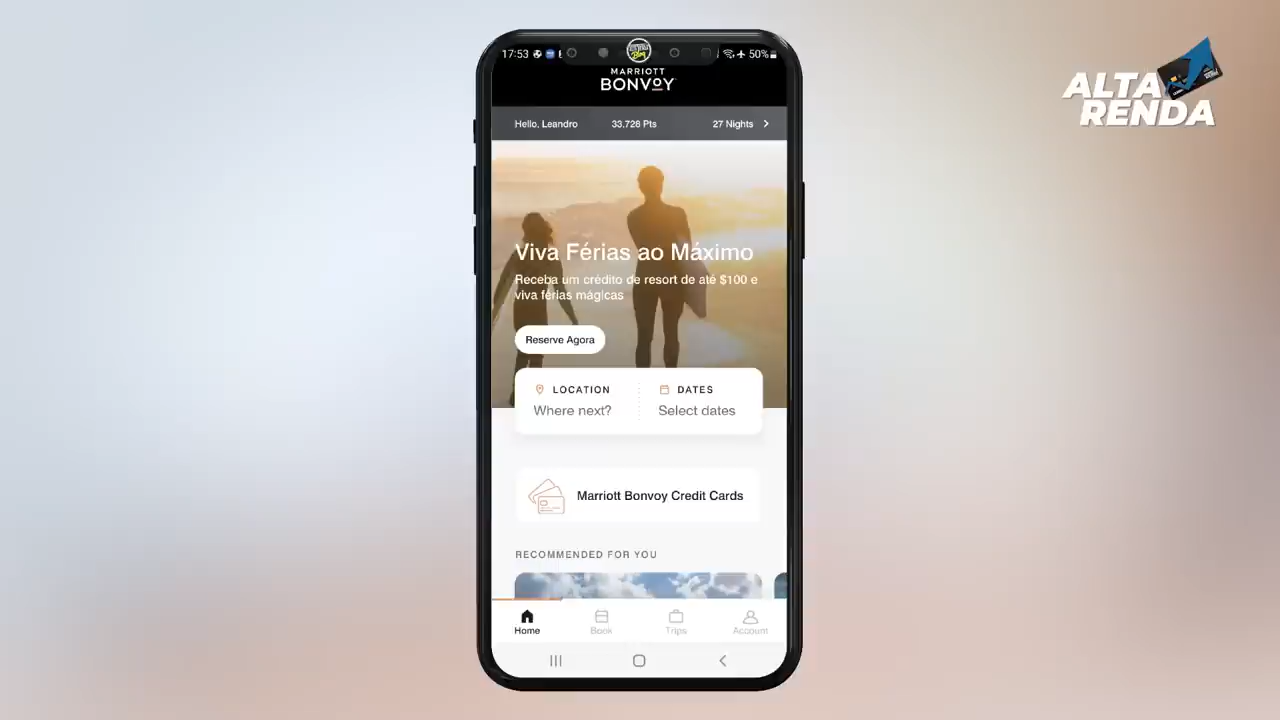 17:53
50%
MARRIOTT
BONVOY
Hello, Leandro
33,728 Pts
27 Nights
Viva Férias ao Máximo
Receba um crédito de resort de até $100 e
viva férias mágicas
Reserve Agora
LOCATION
DATES
Where next?
Select dates
Marriott Bonvoy Credit Cards
RECOMMENDED FOR YOU
Home
Book
Trips
Account
ALTA
RENDA